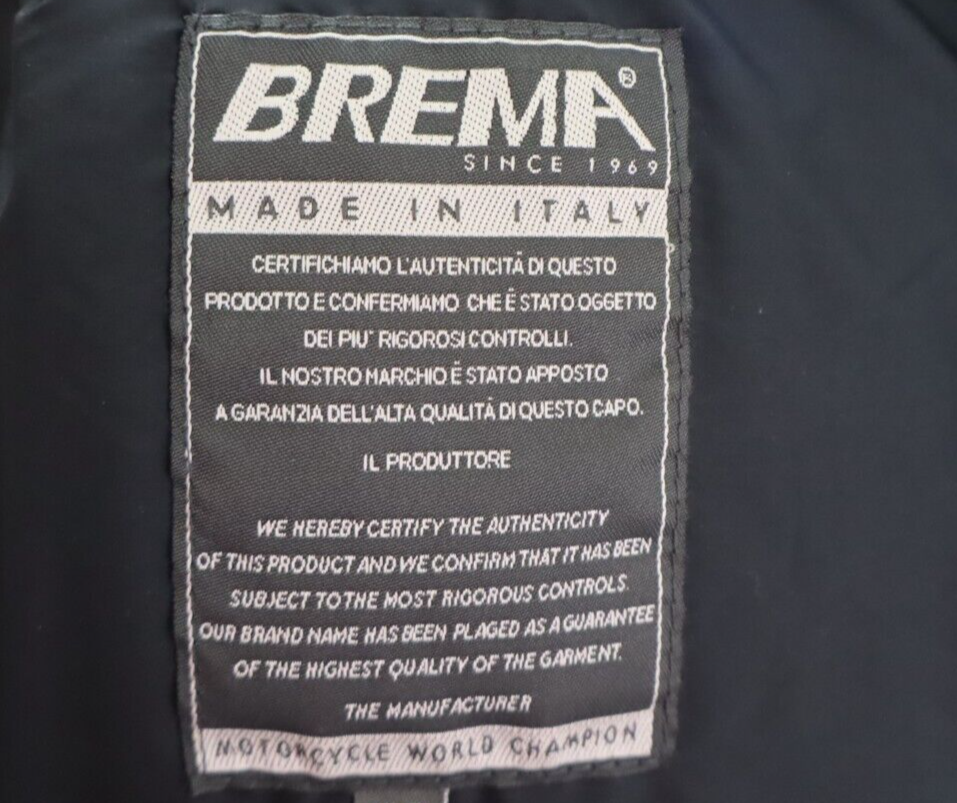 BREMA®
SINCE 1969
MADE IN ITALY
CERTIFICHIAMO L'AUTENTICITÀ DI QUESTO
PRODOTTO E CONFERMIAMO CHE È STATO OGGETTO
DEI PIU` RIGOROSI CONTROLLI.
IL NOSTRO MARCHIO È STATO APPOSTO
A GARANZIA DELL'ALTA QUALITÀ DI QUESTO CAPO.
IL PRODUTTORE
WE HEREBY CERTIFY THE AUTHENTICITY
OF THIS PRODUCT AND WE CONFIRM THAT IT HAS BEEN
SUBJECT TO THE MOST RIGOROUS CONTROLS.
OUR BRAND NAME HAS BEEN PLAGED AS A GUARANTEE
OF THE HIGHEST QUALITY OF THE GARMENT.
THE MANUFACTURER
MOTORCYCLE WORLD CHAMPION